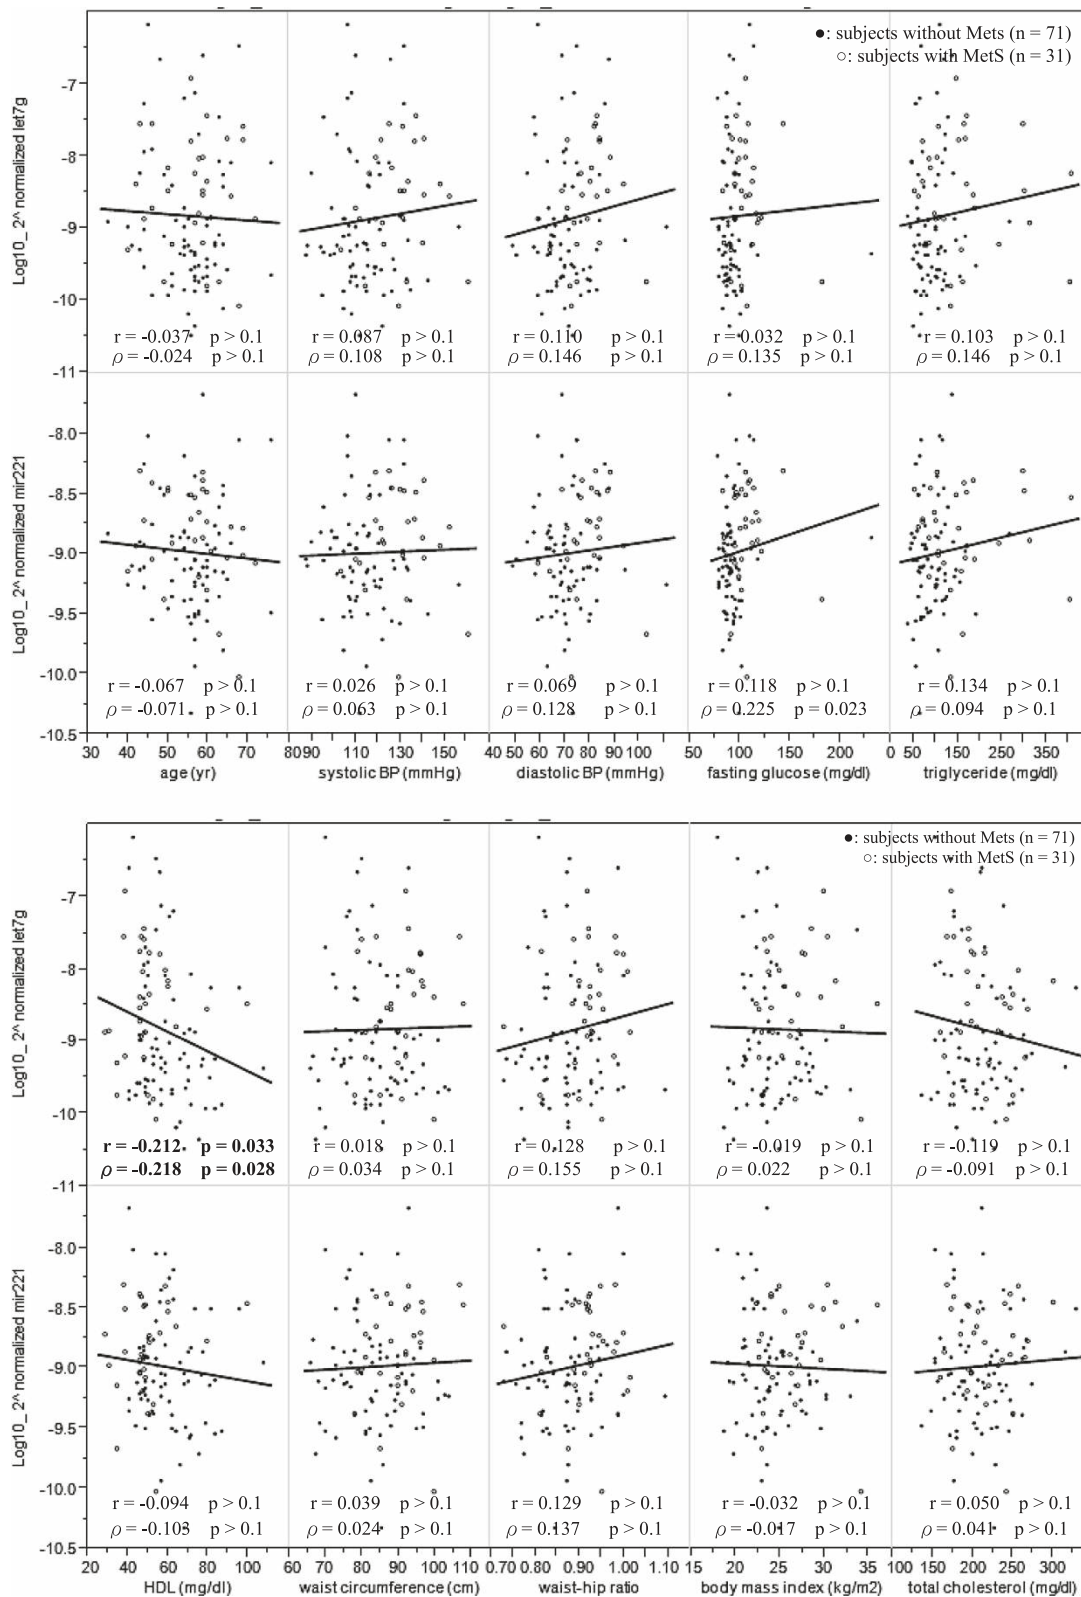 ●: subjects without Mets (n = 71)
○: subjects with MetS (n = 31)
Log10_ 2^ normalized let7g
-7
-8
-9
-10
-11
r = -0.037 p > 0.1
ρ = -0.024 p > 0.1
r = 0.087 p > 0.1
ρ = 0.108 p > 0.1
r = 0.110 p > 0.1
ρ = 0.146 p > 0.1
r = 0.032 p > 0.1
ρ = 0.135 p > 0.1
r = 0.103 p > 0.1
ρ = 0.146 p > 0.1
Log10_ 2^ normalized mir221
-8.0
-8.5
-9.0
-9.5
-10.0
-10.5
r = -0.067 p > 0.1
ρ = -0.071 p > 0.1
r = 0.026 p > 0.1
ρ = 0.063 p > 0.1
r = 0.069 p > 0.1
ρ = 0.128 p > 0.1
r = 0.118 p > 0.1
ρ = 0.225 p = 0.023
r = 0.134 p > 0.1
ρ = 0.094 p > 0.1
30 40 50 60 70 80
age (yr)
90 110 130 150
systolic BP (mmHg)
40 50 60 70 80 90 100
diastolic BP (mmHg)
50 100 150 200
fasting glucose (mg/dl)
0 50 150 250 350
triglyceride (mg/dl)
●: subjects without Mets (n = 71)
○: subjects with MetS (n = 31)
Log10_ 2^ normalized let7g
-7
-8
-9
-10
-11
r = -0.212 p = 0.033
ρ = -0.218 p = 0.028
r = 0.018 p > 0.1
ρ = 0.034 p > 0.1
r = 0.128 p > 0.1
ρ = 0.155 p > 0.1
r = -0.019 p > 0.1
ρ = 0.022 p > 0.1
r = -0.119 p > 0.1
ρ = -0.091 p > 0.1
Log10_ 2^ normalized mir221
-8.0
-8.5
-9.0
-9.5
-10.0
-10.5
r = -0.094 p > 0.1
ρ = -0.103 p > 0.1
r = 0.039 p > 0.1
ρ = 0.024 p > 0.1
r = 0.129 p > 0.1
ρ = 0.137 p > 0.1
r = -0.032 p > 0.1
ρ = -0.017 p > 0.1
r = 0.050 p > 0.1
ρ = 0.041 p > 0.1
20 40 60 80 100
HDL (mg/dl)
60 70 80 90 100
waist circumference (cm)
0.70 0.80 0.90 1.00 1.10
waist-hip ratio
15 20 25 30 35
body mass index (kg/m2)
100 150 200 250 300
total cholesterol (mg/dl)